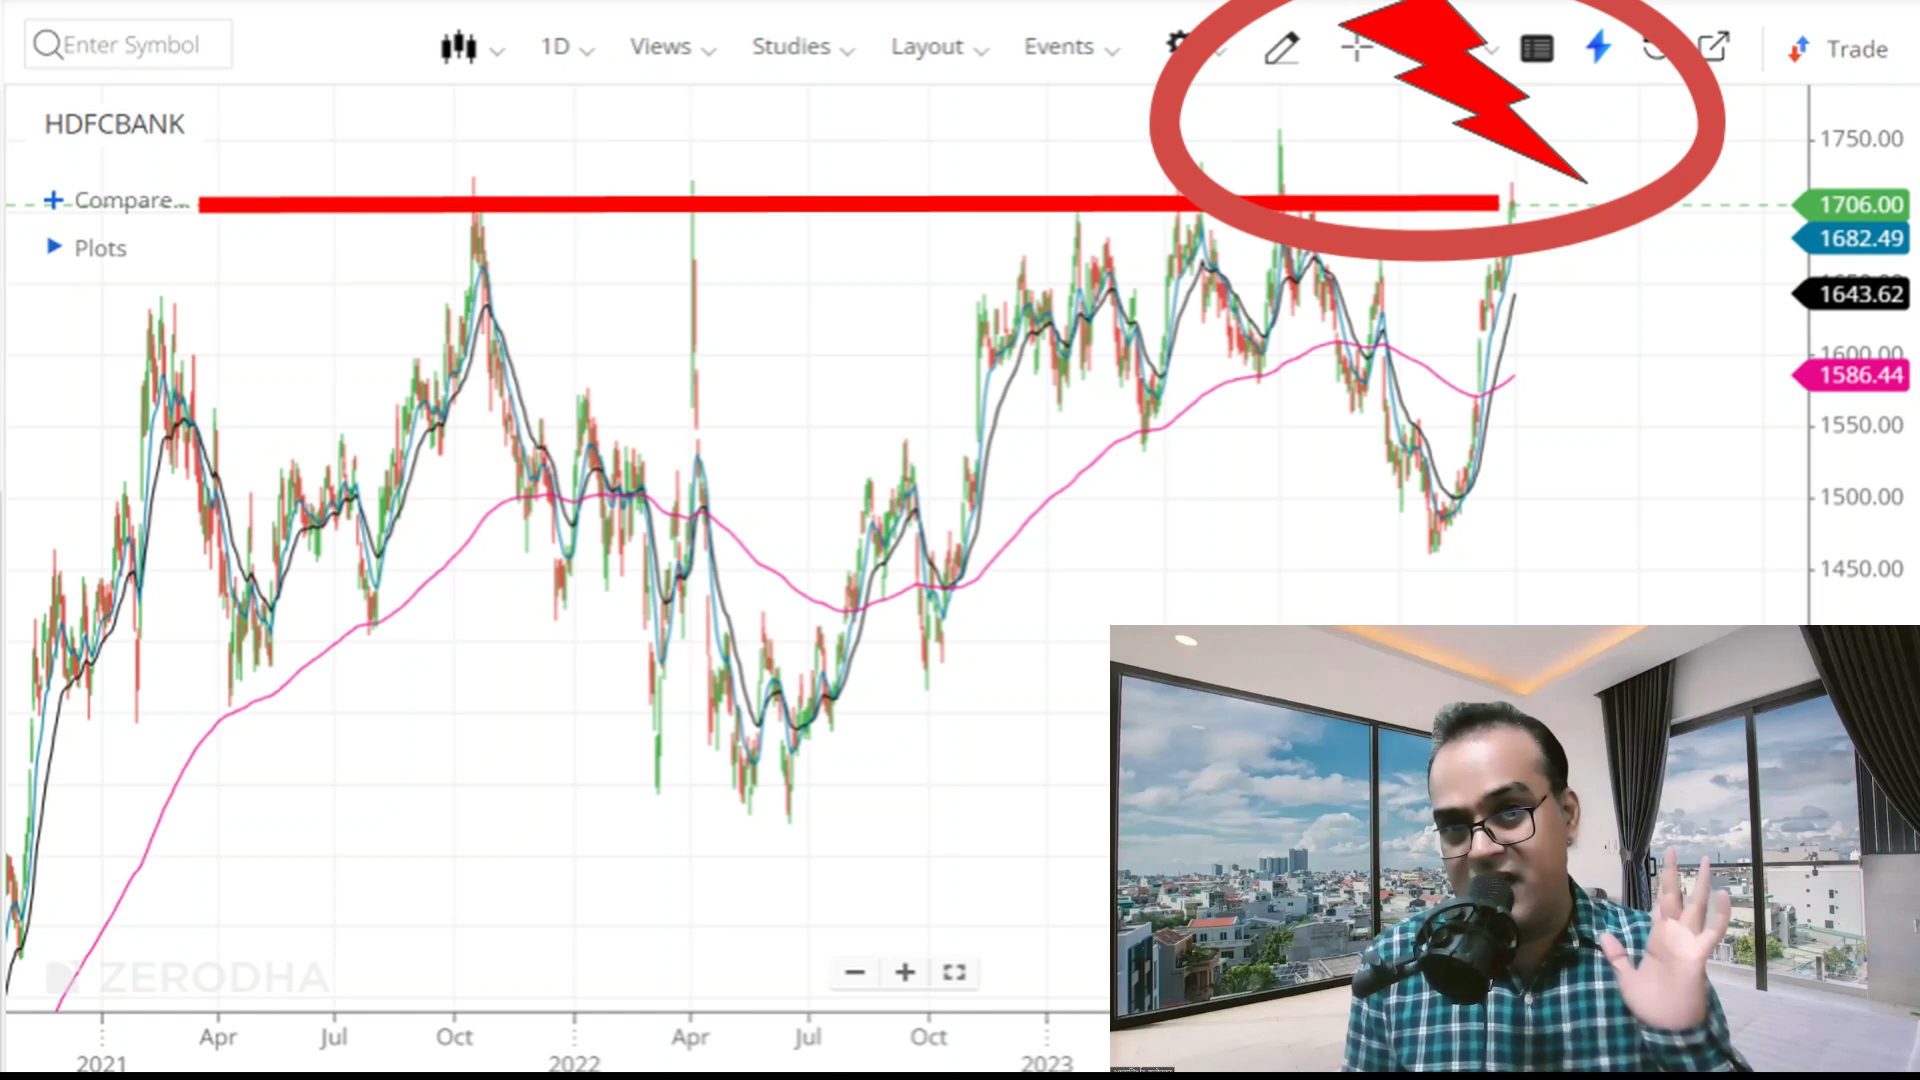 Enter Symbol
1D
Views
Studies
Layout
Events
Trade
HDFCBANK
Compare...
Plots
1750.00
1706.00
1682.49
1643.62
1600.00
1586.44
1550.00
1500.00
1450.00
ZERODHA
Apr
Jul
Oct
Apr
Jul
Oct
2021
2022
2023